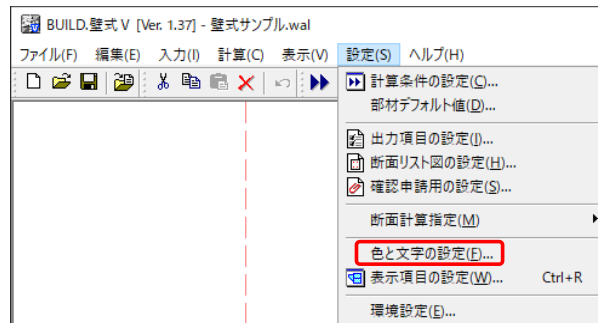 BUILD.壁式Ⅴ [Ver. 1.37] - 壁式サンプル.wal
ファイル(F) 編集(E) 入力(I) 計算(C) 表示(V) 設定(S) ヘルプ(H)
計算条件の設定(C)...
部材デフォルト値(D)...
出力項目の設定(I)...
断面リスト図の設定(H)...
確認申請用の設定(S)...
断面計算指定(M)
色と文字の設定(F)...
表示項目の設定(W)... Ctrl+R
環境設定(E)...